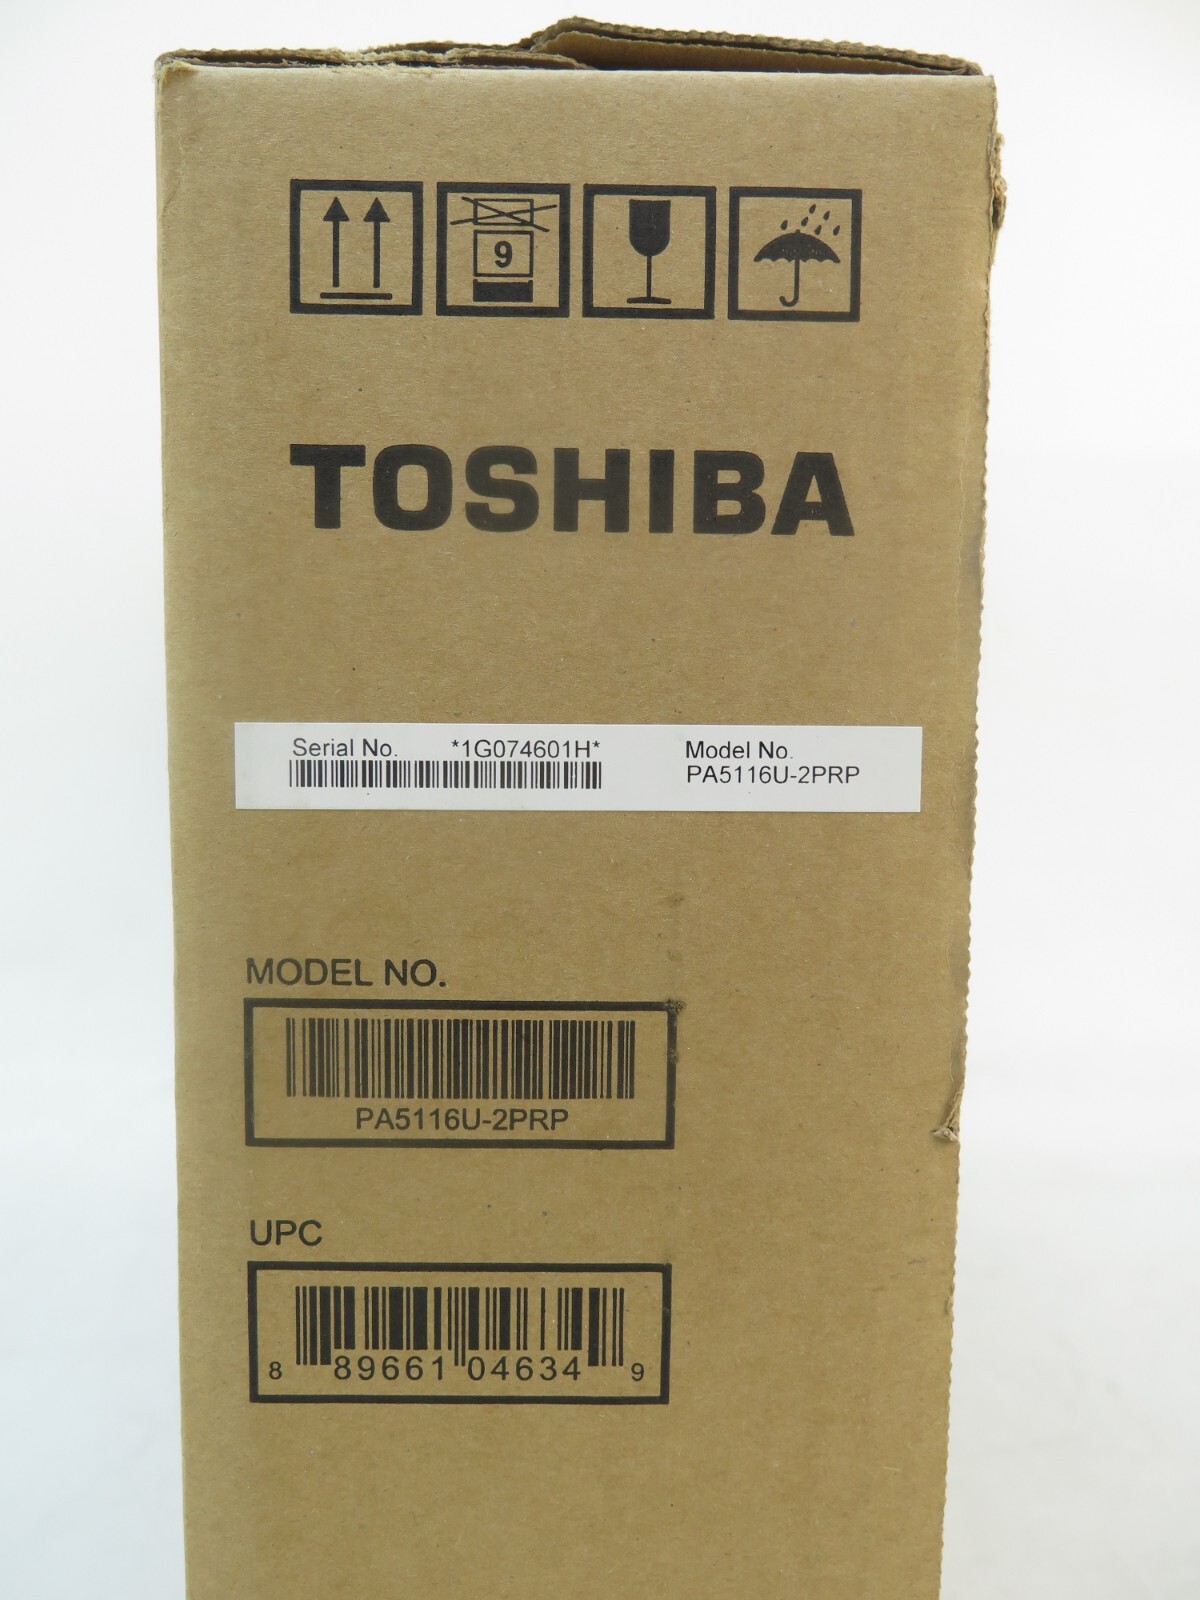 9
TOSHIBA
Serial No. *1G074601H* Model No.
PA5116U-2PRP
MODEL NO.
PA5116U-2PRP
UPC
8 89661 04634 9